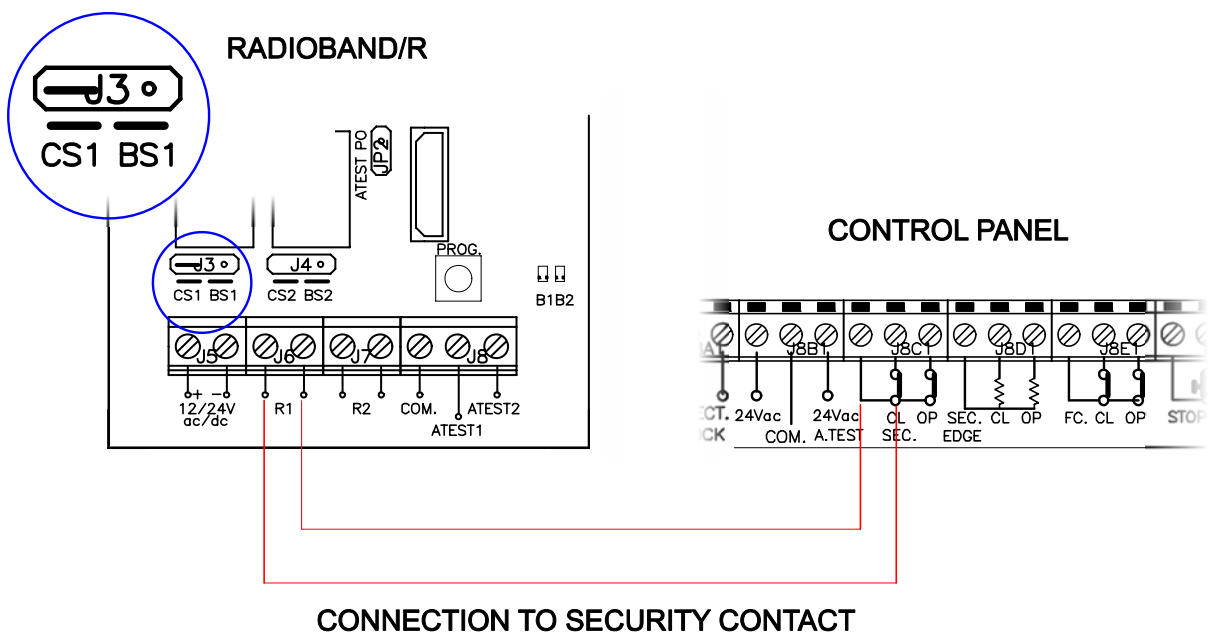 RADIOBAND/R
J3
CS1 BS1
ATEST PO
JP2
CONTROL PANEL
PROG.
J3
J4
CS1 BS1
CS2 BS2
B1B2
J5
J6
J7
J8
J8B1
J8C1
J8D1
J8E1
+ -
12/24V
ac/dc
R1
R2
COM.
ATEST2
ATEST1
24Vac
COM.
24Vac
A.TEST
CL OP
SEC.
SEC. CL OP
EDGE
FC. CL OP
STOP
CONNECTION TO SECURITY CONTACT